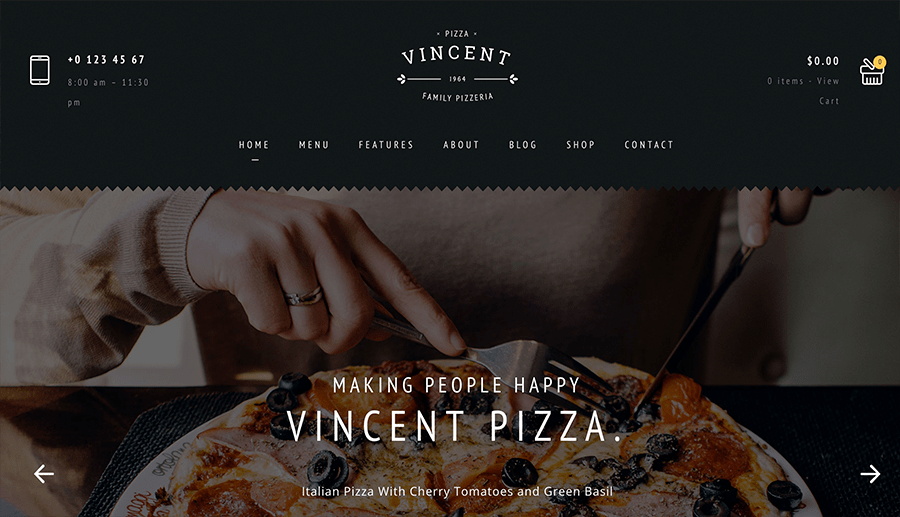 +0 123 45 67
8:00 am – 11:30
pm
× PIZZA ×
VINCENT
1964
FAMILY PIZZERIA
$0.00
0 items - View
Cart
0
HOME MENU FEATURES ABOUT BLOG SHOP CONTACT
MAKING PEOPLE HAPPY
VINCENT PIZZA.
Italian Pizza With Cherry Tomatoes and Green Basil